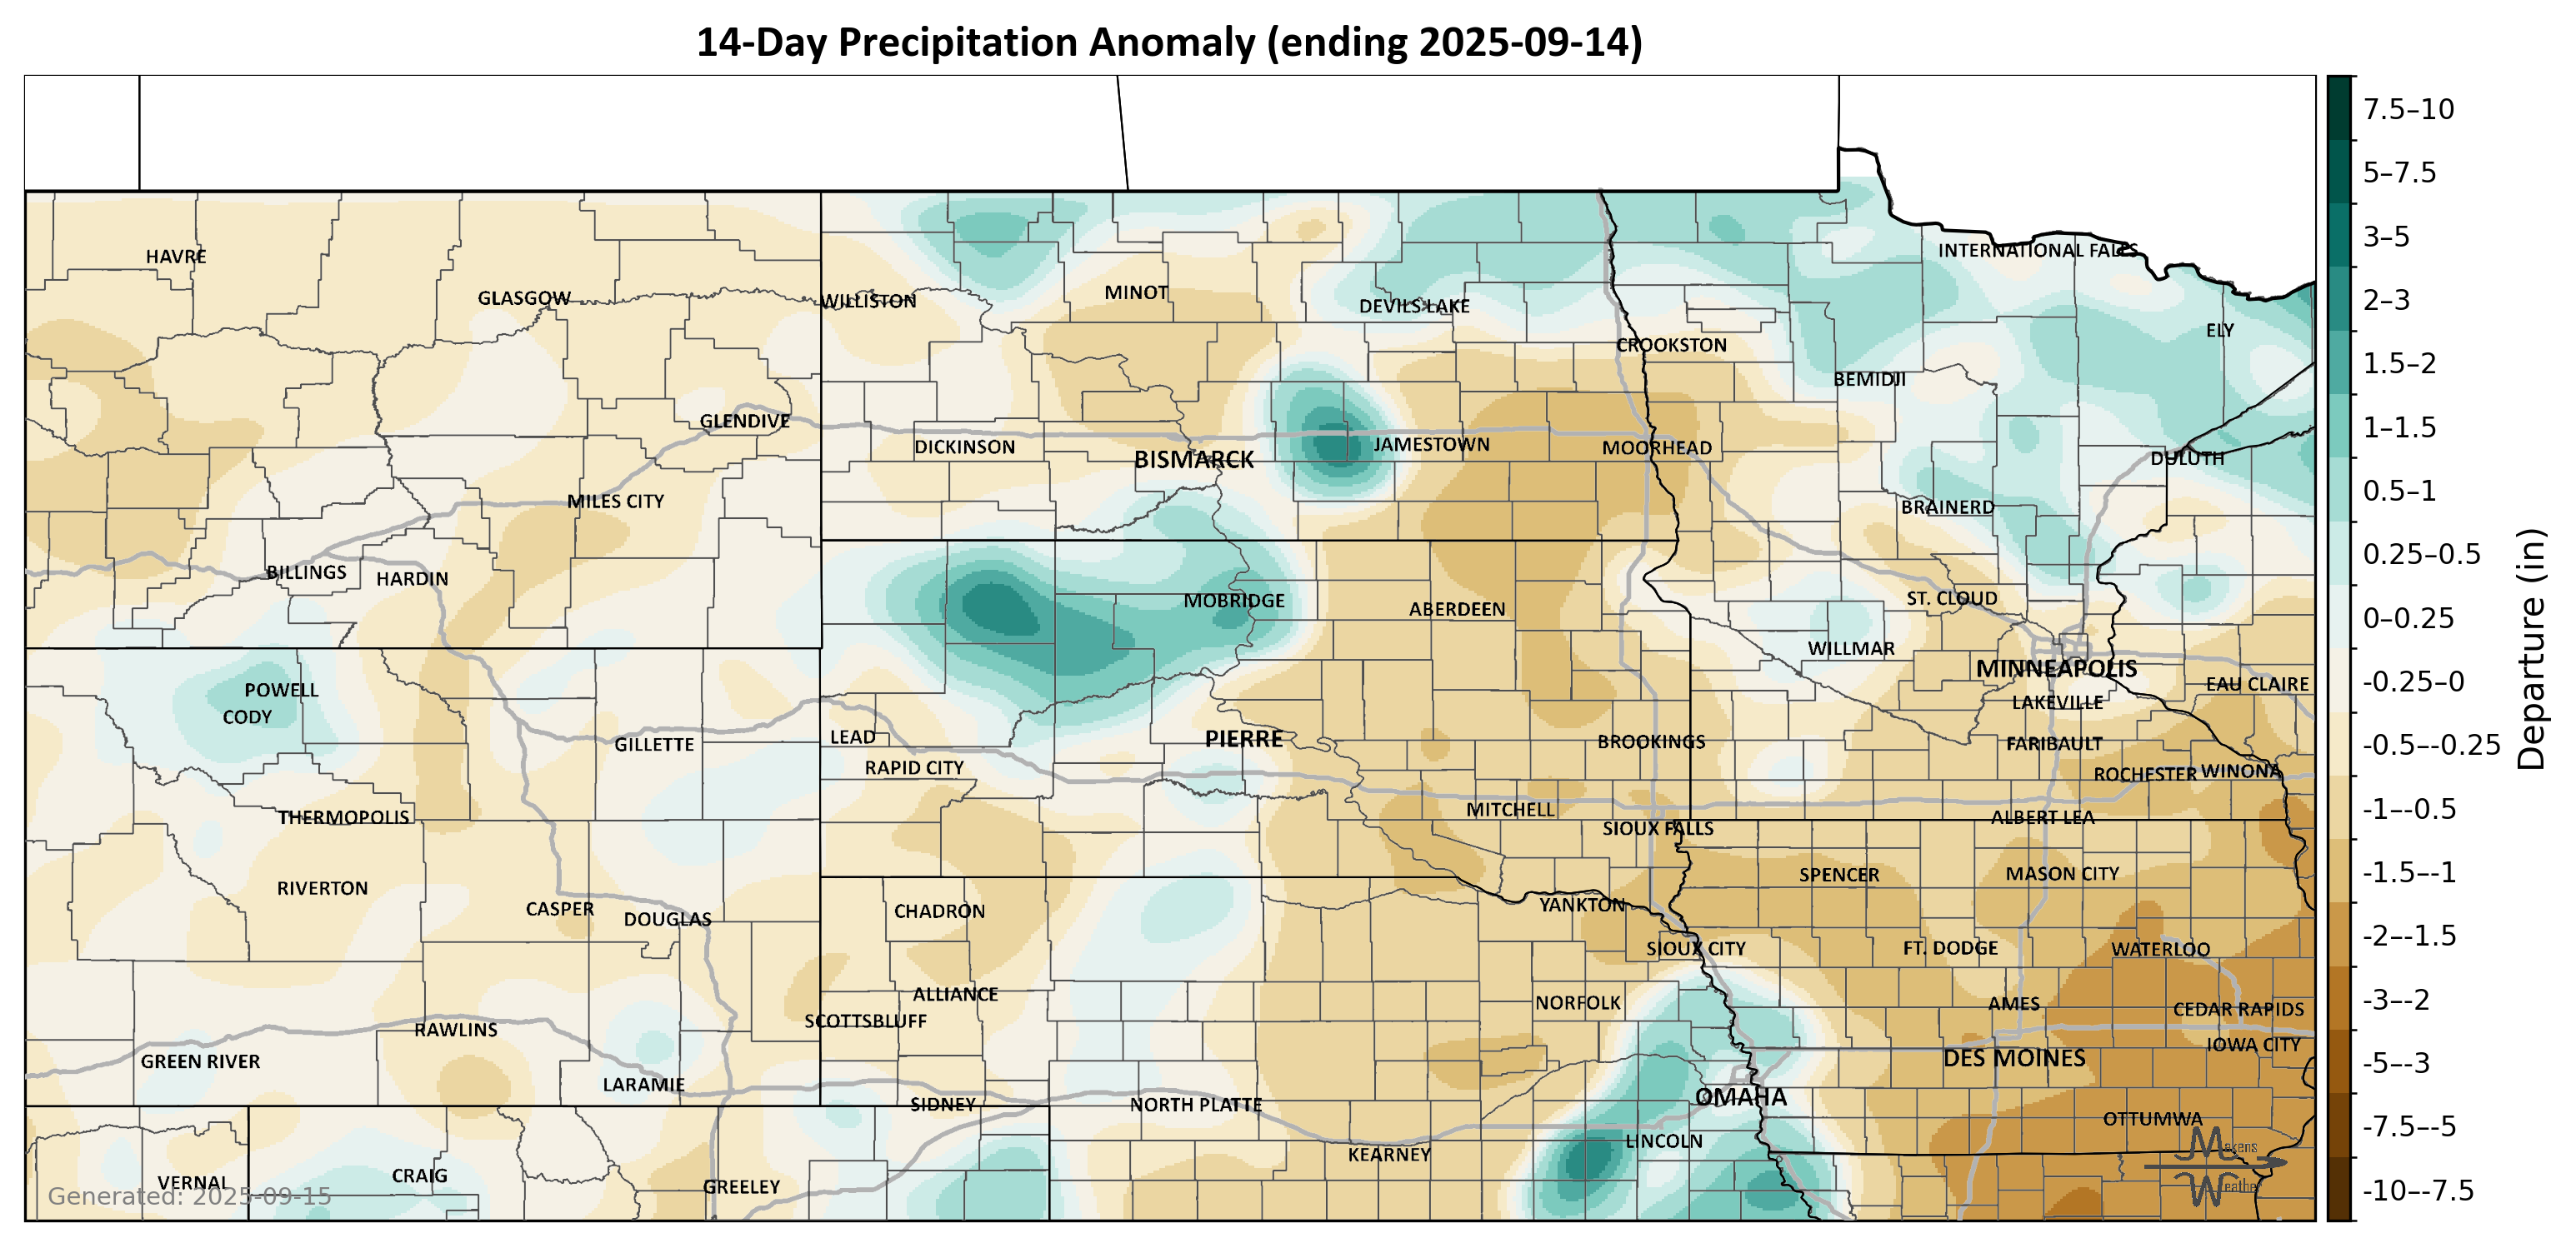 14-Day Precipitation Anomaly (ending 2025-09-14)
HAVRE
GLASGOW
WILLISTON
MINOT
DEVILS LAKE
INTERNATIONAL FALLS
ELY
CROOKSTON
BEMIDJI
GLENDIVE
DICKINSON
BISMARCK
JAMESTOWN
MOORHEAD
DULUTH
MILES CITY
BRAINERD
BILLINGS
HARDIN
MOBRIDGE
ABERDEEN
ST. CLOUD
WILLMAR
MINNEAPOLIS
EAU CLAIRE
POWELL
CODY
LAKEVILLE
GILLETTE
LEAD
PIERRE
BROOKINGS
FARIBAULT
RAPID CITY
ROCHESTER
WINONA
THERMOPOLIS
MITCHELL
ALBERT LEA
SIOUX FALLS
RIVERTON
SPENCER
MASON CITY
CASPER
DOUGLAS
CHADRON
YANKTON
SIOUX CITY
FT. DODGE
WATERLOO
ALLIANCE
NORFOLK
AMES
CEDAR RAPIDS
SCOTTSBLUFF
RAWLINS
IOWA CITY
GREEN RIVER
DES MOINES
LARAMIE
OMAHA
SIDNEY
NORTH PLATTE
OTTUMWA
LINCOLN
KEARNEY
VERNAL
CRAIG
GREELEY
Generated: 2025-09-15
Makens
Weather
7.5–10
5–7.5
3–5
2–3
1.5–2
1–1.5
0.5–1
0.25–0.5
0–0.25
-0.25–0
-0.5–-0.25
-1–-0.5
-1.5–-1
-2–-1.5
-3–-2
-5–-3
-7.5–-5
-10–-7.5
Departure (in)